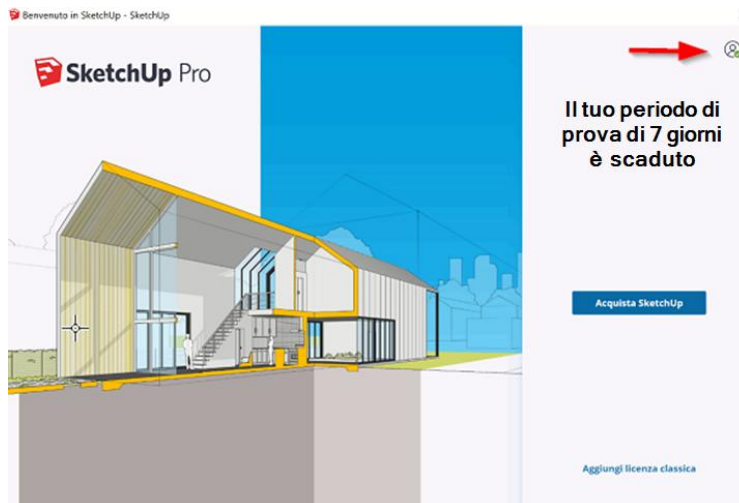 Benvenuto in SketchUp - SketchUp
SketchUp Pro
Il tuo periodo di
prova di 7 giorni
è scaduto
Acquista SketchUp
Aggiungi licenza classica